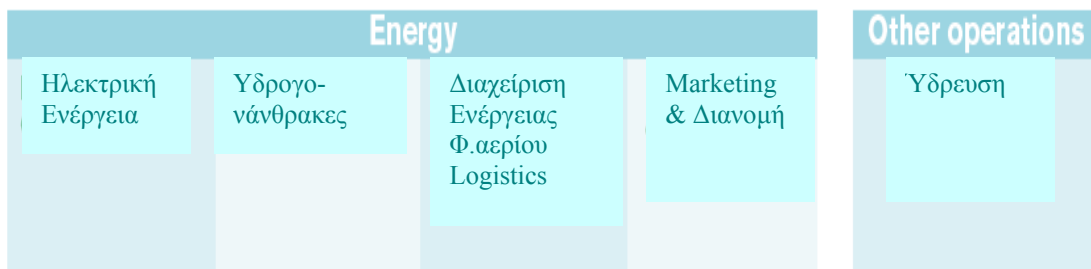 Energy
Other operations
Ηλεκτρική
Ενέργεια
Υδρογο-
νάνθρακες
Διαχείριση
Ενέργειας
Φ.αερίου
Logistics
Marketing
& Διανομή
Ύδρευση